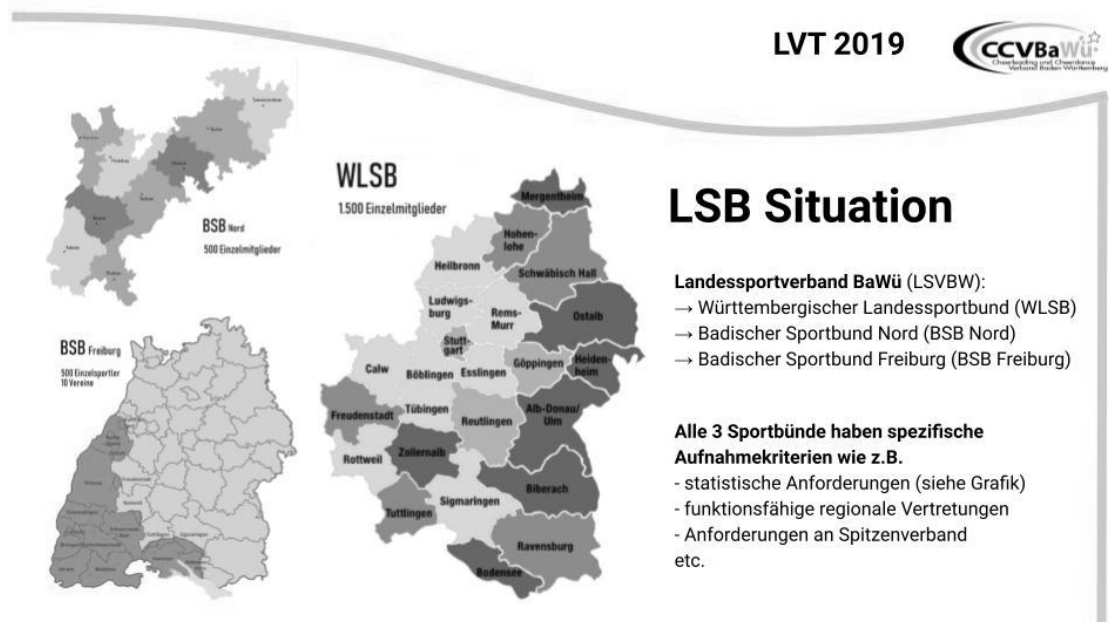 LVT 2019
CCVBaWü
Cheerleading und Cheerdance
Verband Baden-Württemberg
BSB Nord
500 Einzelmitglieder
WLSB
1.500 Einzelmitglieder
Mergentheim
Hohen-
lohe
Heilbronn
Schwäbisch Hall
Ludwigs-
burg
Rems-
Murr
Ostalb
Stutt-
gart
Calw
Böblingen
Esslingen
Göppingen
Heiden-
heim
Freudenstadt
Tübingen
Reutlingen
Alb-Donau/
Ulm
Rottweil
Zollernalb
Biberach
Sigmaringen
Tuttlingen
Ravensburg
Bodensee
BSB Freiburg
500 Einzelsportler
10 Vereine
LSB Situation
Landessportverband BaWü (LSVBW):
→ Württembergischer Landessportbund (WLSB)
→ Badischer Sportbund Nord (BSB Nord)
→ Badischer Sportbund Freiburg (BSB Freiburg)
Alle 3 Sportbünde haben spezifische
Aufnahmekriterien wie z.B.
- statistische Anforderungen (siehe Grafik)
- funktionsfähige regionale Vertretungen
- Anforderungen an Spitzenverband
etc.